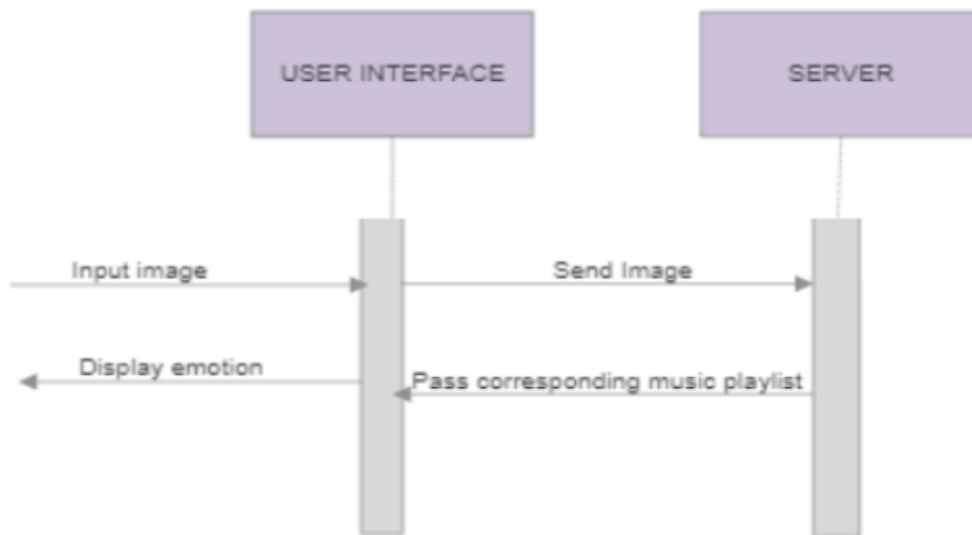 USER INTERFACE
SERVER
Input image
Send Image
Display emotion
Pass corresponding music playlist